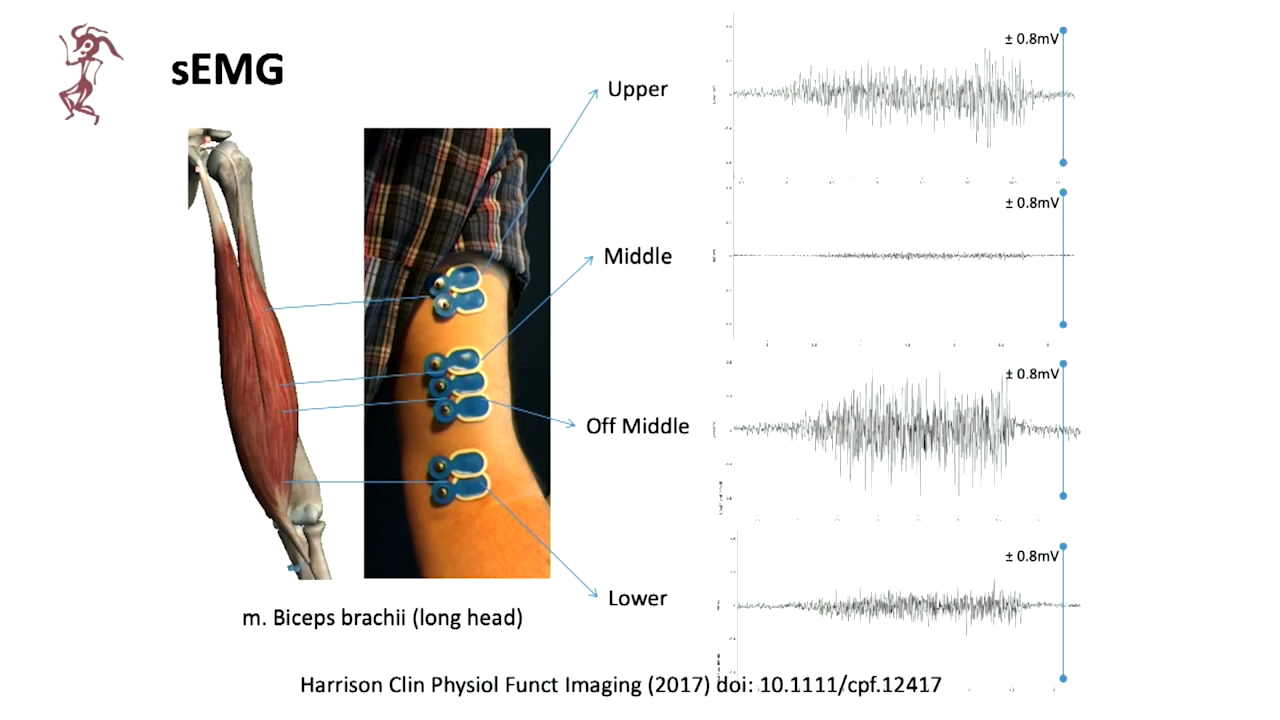 sEMG
Upper
± 0.8mV
Middle
± 0.8mV
Off Middle
± 0.8mV
Lower
± 0.8mV
m. Biceps brachii (long head)
Harrison Clin Physiol Funct Imaging (2017) doi: 10.1111/cpf.12417